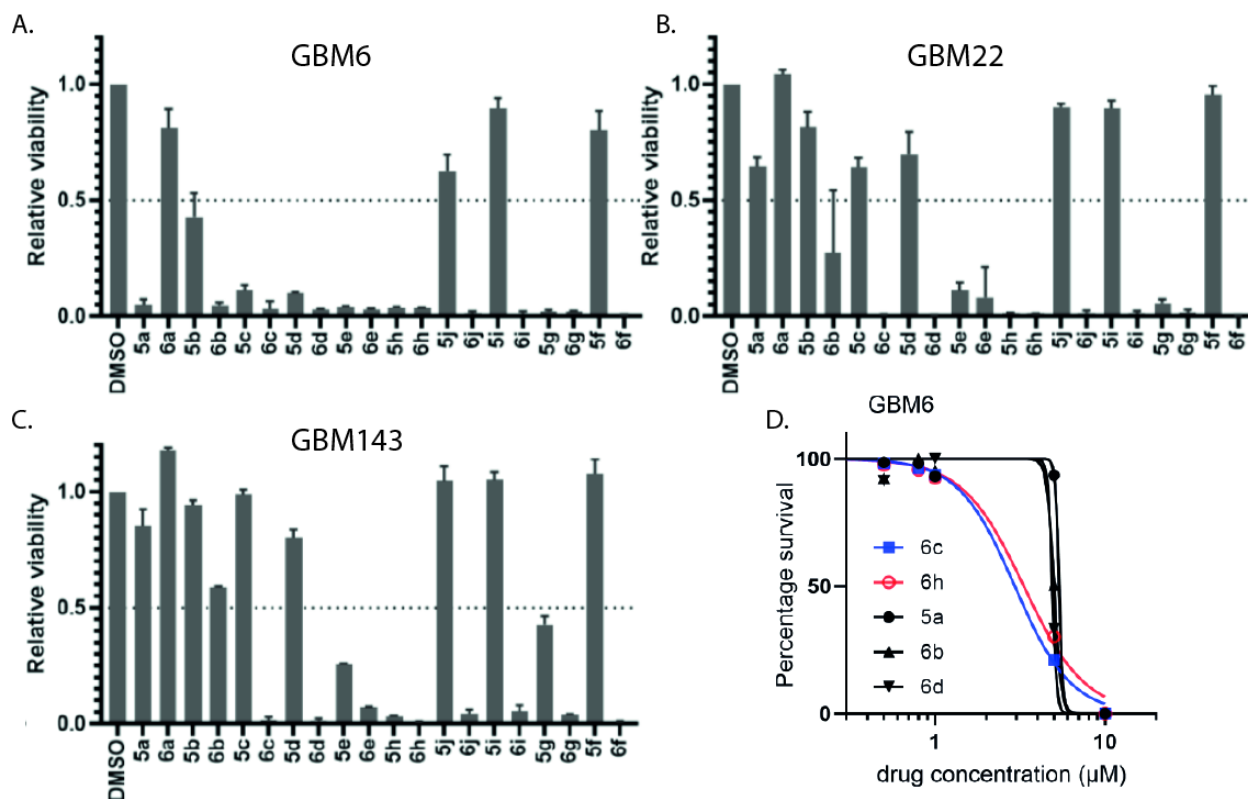 A.
GBM6
Relative viability
1.0
0.5
0.0
DMSO
5a
6a
5b
6b
5c
6c
5d
6d
5e
6e
5h
6h
5j
6j
5i
6i
5g
6g
5f
6f
B.
GBM22
Relative viability
1.0
0.5
0.0
DMSO
5a
6a
5b
6b
5c
6c
5d
6d
5e
6e
5h
6h
5j
6j
5i
6i
5g
6g
5f
6f
C.
GBM143
Relative viability
1.0
0.5
0.0
DMSO
5a
6a
5b
6b
5c
6c
5d
6d
5e
6e
5h
6h
5j
6j
5i
6i
5g
6g
5f
6f
D.
GBM6
Percentage survival
100
50
0
6c
6h
5a
6b
6d
1
10
drug concentration (μM)